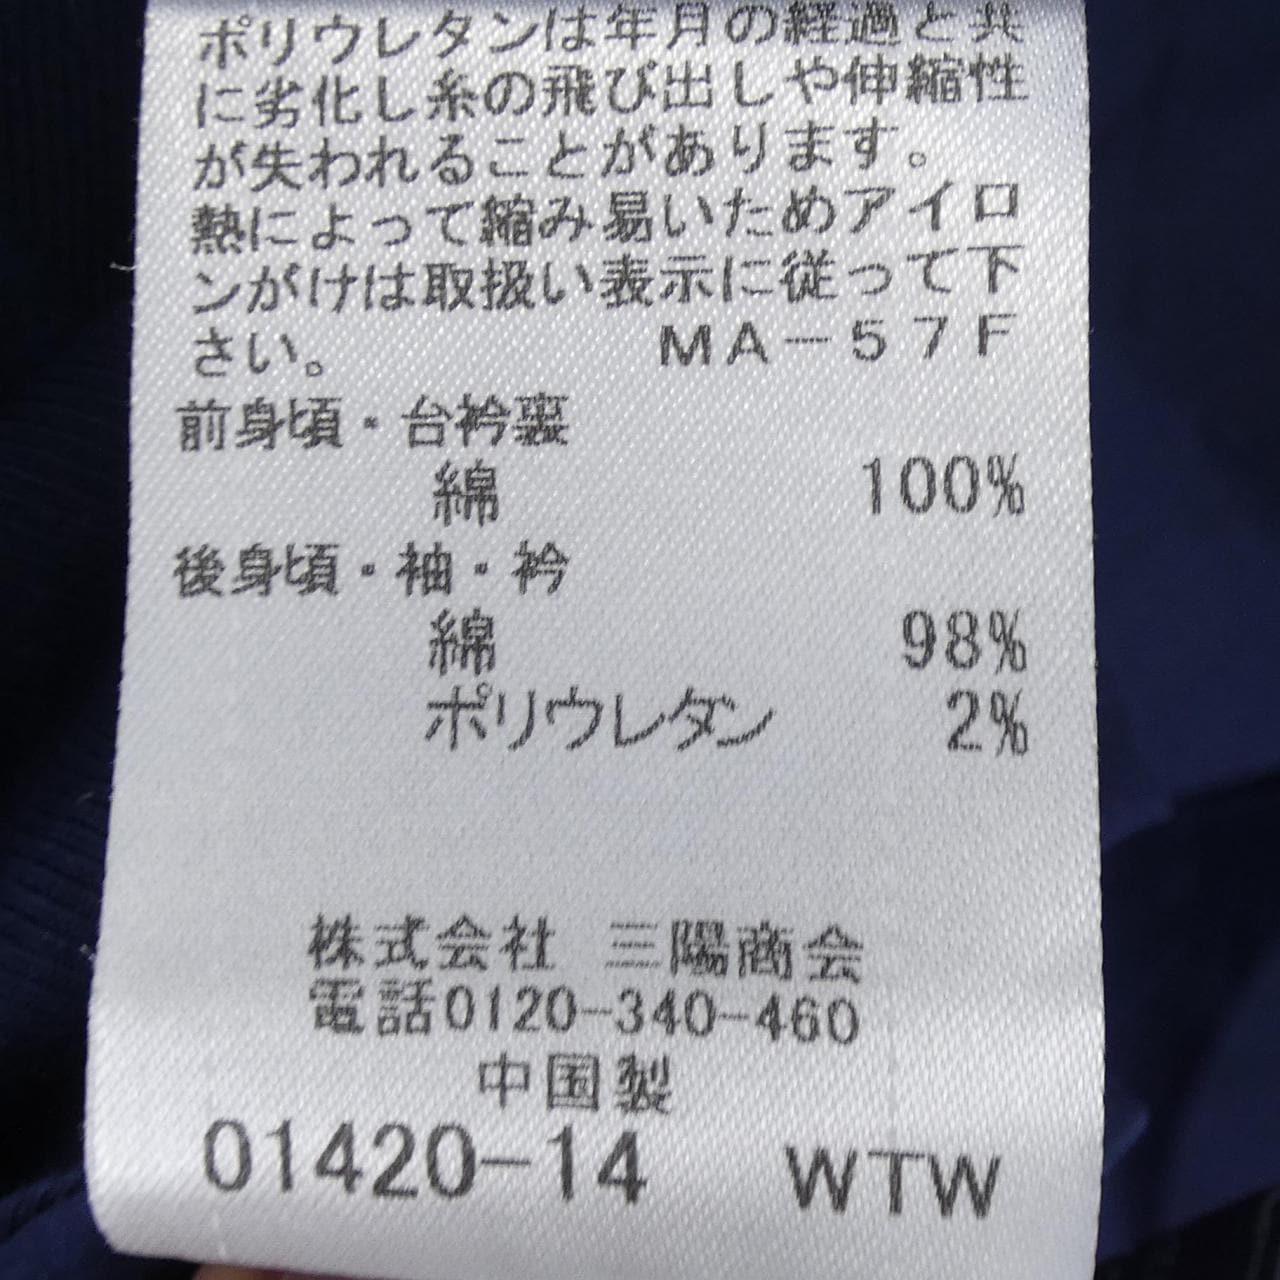 ポリウレタンは年月の経過と共
に劣化し糸の飛び出しや伸縮性
が失われることがあります。
熱によって縮み易いためアイロ
ンがけは取扱い表示に従って下
さい。 MA-57F
前身頃・台衿裏
綿 100%
後身頃・袖・衿
綿 98%
ポリウレタン 2%
株式会社 三陽商会
電話0120-340-460
中国製
01420-14 WTW